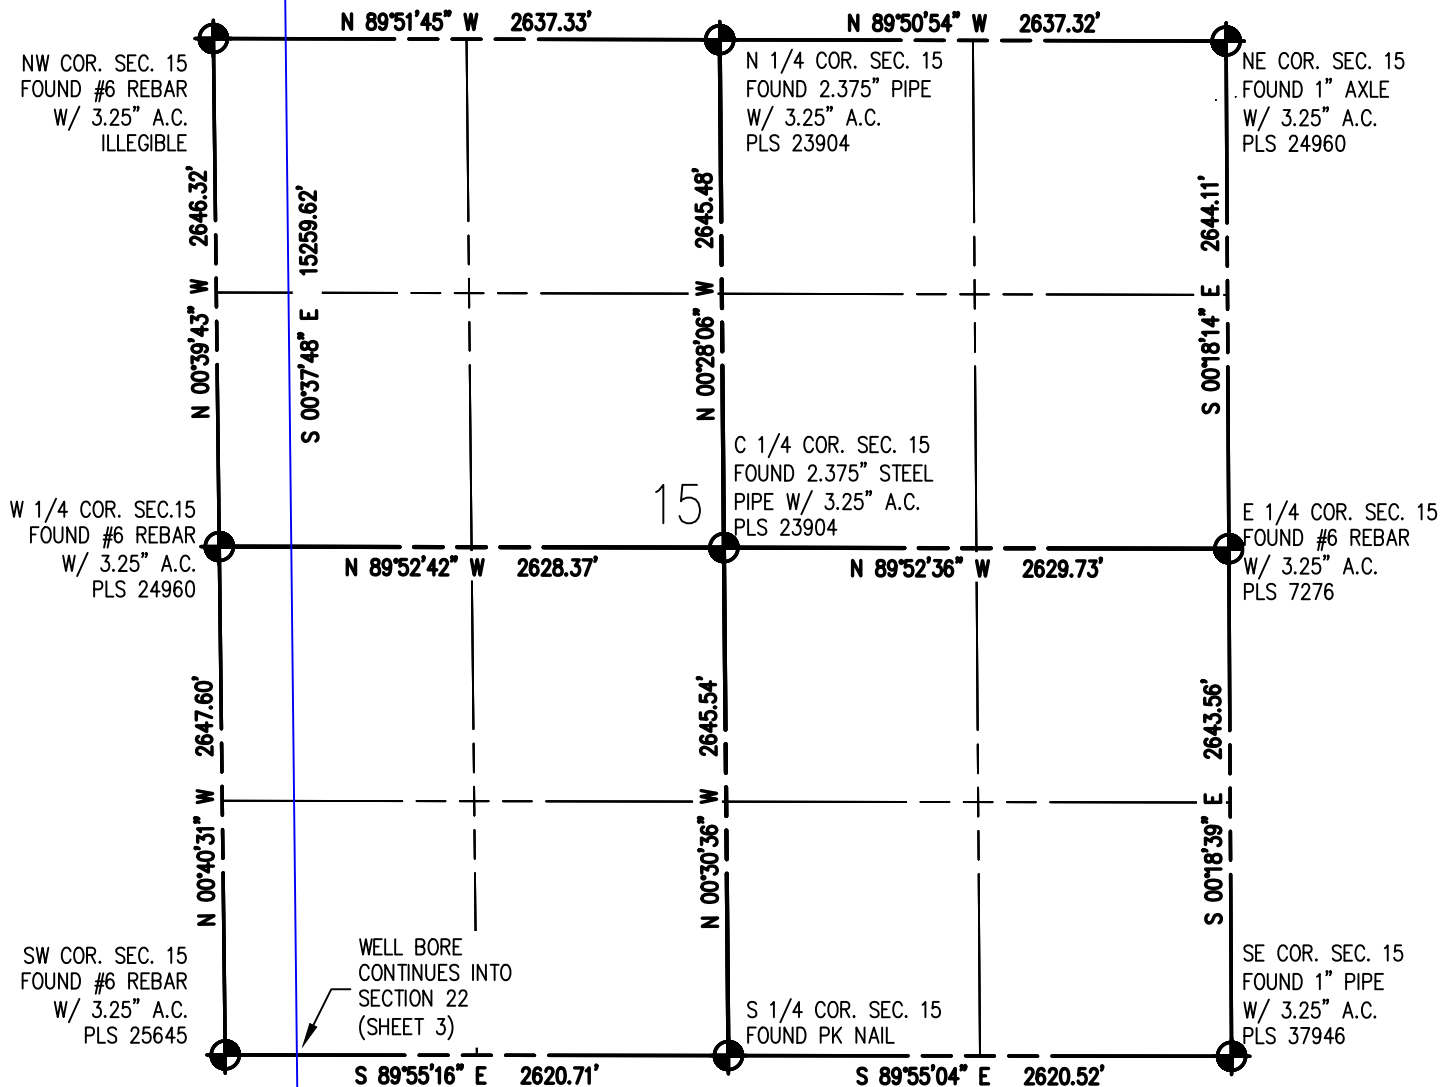 N 89°51'45" W 2637.33'
N 89°50'54" W 2637.32'
NW COR. SEC. 15
FOUND #6 REBAR
W/ 3.25" A.C.
ILLEGIBLE
N 1/4 COR. SEC. 15
FOUND 2.375" PIPE
W/ 3.25" A.C.
PLS 23904
NE COR. SEC. 15
FOUND 1" AXLE
W/ 3.25" A.C.
PLS 24960
N 00°39'43" W 2646.32'
S 00°37'48" E 15259.62'
N 00°28'06" W 2645.48'
S 00°18'14" E 2644.11'
C 1/4 COR. SEC. 15
FOUND 2.375" STEEL
PIPE W/ 3.25" A.C.
PLS 23904
15
W 1/4 COR. SEC.15
FOUND #6 REBAR
W/ 3.25" A.C.
PLS 24960
E 1/4 COR. SEC. 15
FOUND #6 REBAR
W/ 3.25" A.C.
PLS 7276
N 89°52'42" W 2628.37'
N 89°52'36" W 2629.73'
N 00°40'31" W 2647.60'
N 00°30'36" W 2645.54'
S 00°18'39" E 2643.56'
SW COR. SEC. 15
FOUND #6 REBAR
W/ 3.25" A.C.
PLS 25645
WELL BORE
CONTINUES INTO
SECTION 22
(SHEET 3)
S 1/4 COR. SEC. 15
FOUND PK NAIL
SE COR. SEC. 15
FOUND 1" PIPE
W/ 3.25" A.C.
PLS 37946
S 89°55'16" E 2620.71'
S 89°55'04" E 2620.52'